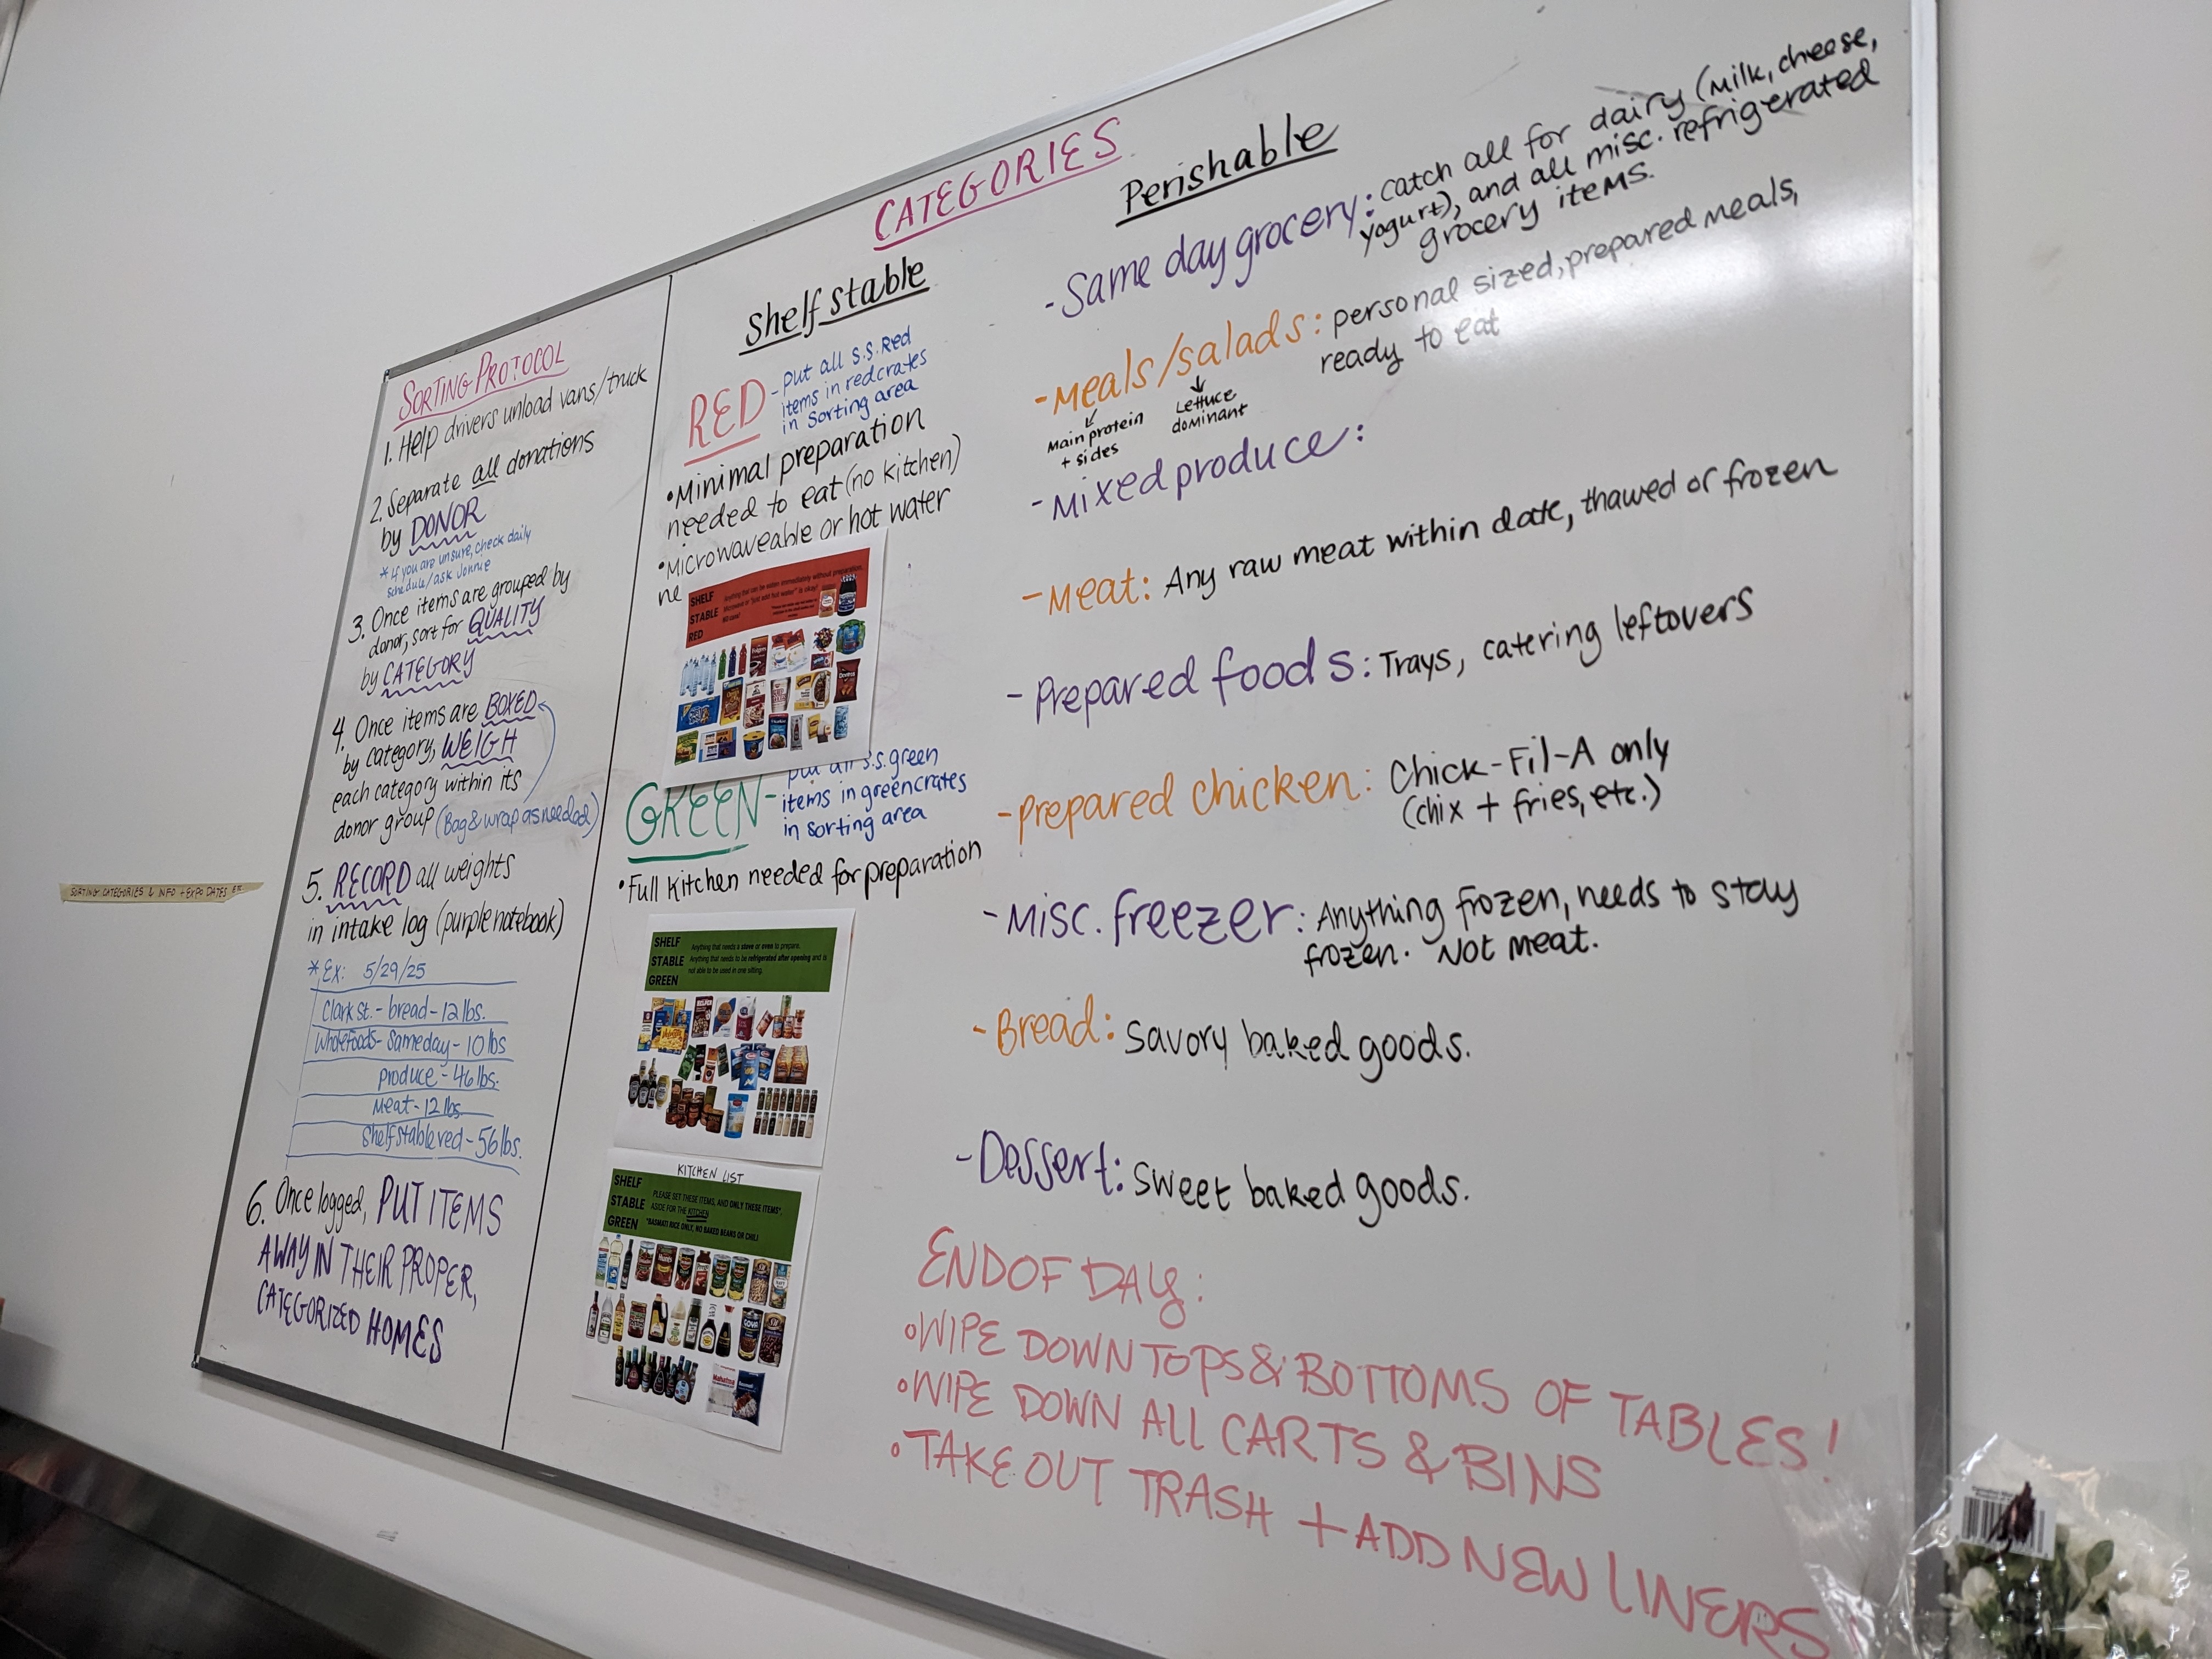 SORTING PROTOCOL
1. Help drivers unload vans/truck
2. Separate all donations
by DONOR
* If you are unsure, check daily
schedule/ask
3. Once items are grouped by
donor, sort for QUALITY
by CATEGORY
4. Once items are BOXED
by category, WEIGH
each category within its
donor group (Bag & wrap as needed)
5. RECORD all weights
in intake log (purple notebook)
* Ex: 5/29/25
Clark st. - bread - 12 lbs.
Whole Foods - Sameday - 10 lbs
produce - 46 lbs.
Meat - 12 lbs.
Shelf stable red - 56 lbs.
6. Once logged, PUT ITEMS
AWAY IN THEIR PROPER,
CATEGORIZED HOMES
SORTING CATEGORIES & INFO + EXPO DATES ETC
CATEGORIES
Shelf stable
RED - put all S.S. Red
items in red crates
in sorting area
• Minimal preparation
needed to eat (no kitchen)
• Microwaveable or hot water
ne
SHELF
STABLE
RED
Anything that can be eaten immediately without preparation.
Microwave or "just add hot water" is okay!
GREEN - put all s.s. green
items in green crates
in sorting area
• Full kitchen needed for preparation
SHELF
STABLE
GREEN
Anything that needs a stove or oven to prepare.
Anything that needs to be refrigerated after opening and is
not able to be used in one sitting.
KITCHEN LIST
SHELF
STABLE
GREEN
PLEASE SET THESE ITEMS, AND ONLY THESE ITEMS*,
ASIDE FOR THE KITCHEN
*BASMATI RICE ONLY, NO BAKED BEANS OR CHILI
Perishable
- Same day grocery: catch all for dairy (milk, cheese,
yogurt), and all misc. refrigerated
grocery items.
- Meals/salads: personal sized, prepared meals,
ready to eat
Main protein
+ sides
Lettuce
dominant
- Mixed produce:
- Meat: Any raw meat within date, thawed or frozen
- Prepared foods: Trays, catering leftovers
- prepared chicken: Chick-Fil-A only
(chix + fries, etc.)
- Misc. freezer: Anything frozen, needs to stay
frozen. Not meat.
- Bread: Savory baked goods.
- Dessert: Sweet baked goods.
END OF DAY:
◦ WIPE DOWN TOPS & BOTTOMS OF TABLES!
◦ WIPE DOWN ALL CARTS & BINS
◦ TAKE OUT TRASH + ADD NEW LINERS